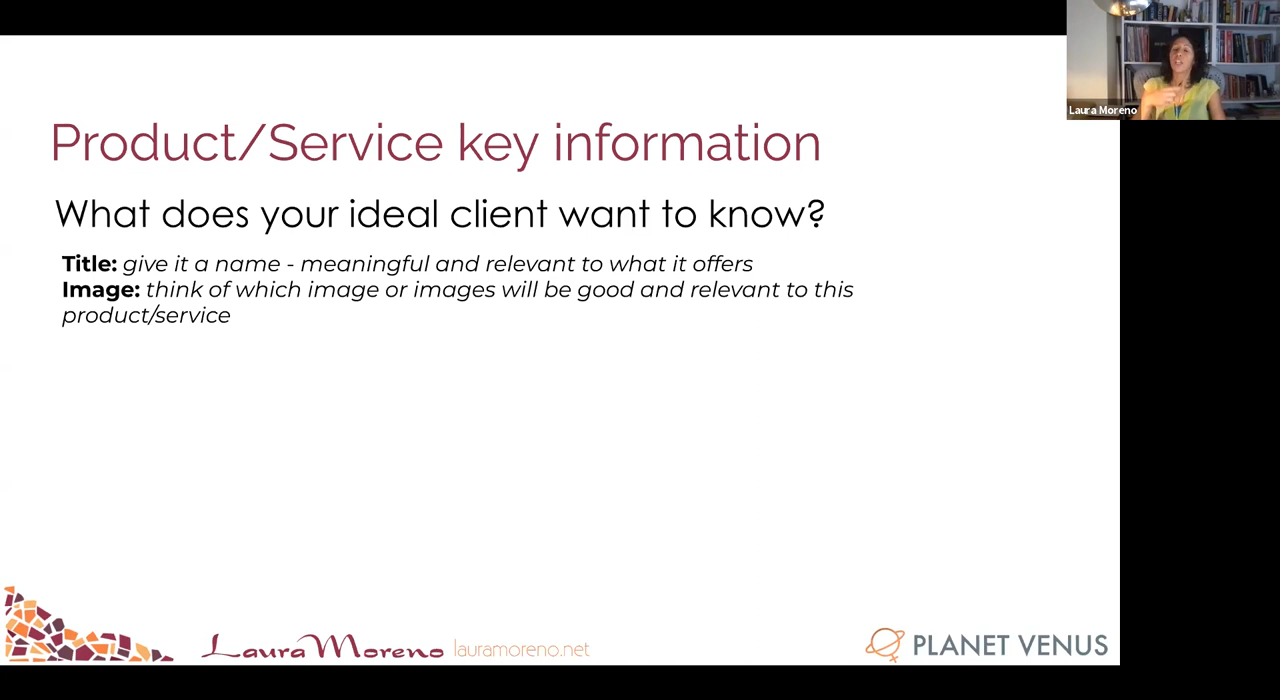 Laura Moreno
Product/Service key information
What does your ideal client want to know?
Title: give it a name - meaningful and relevant to what it offers
Image: think of which image or images will be good and relevant to this
product/service
Laura Moreno lauramoreno.net
PLANET VENUS